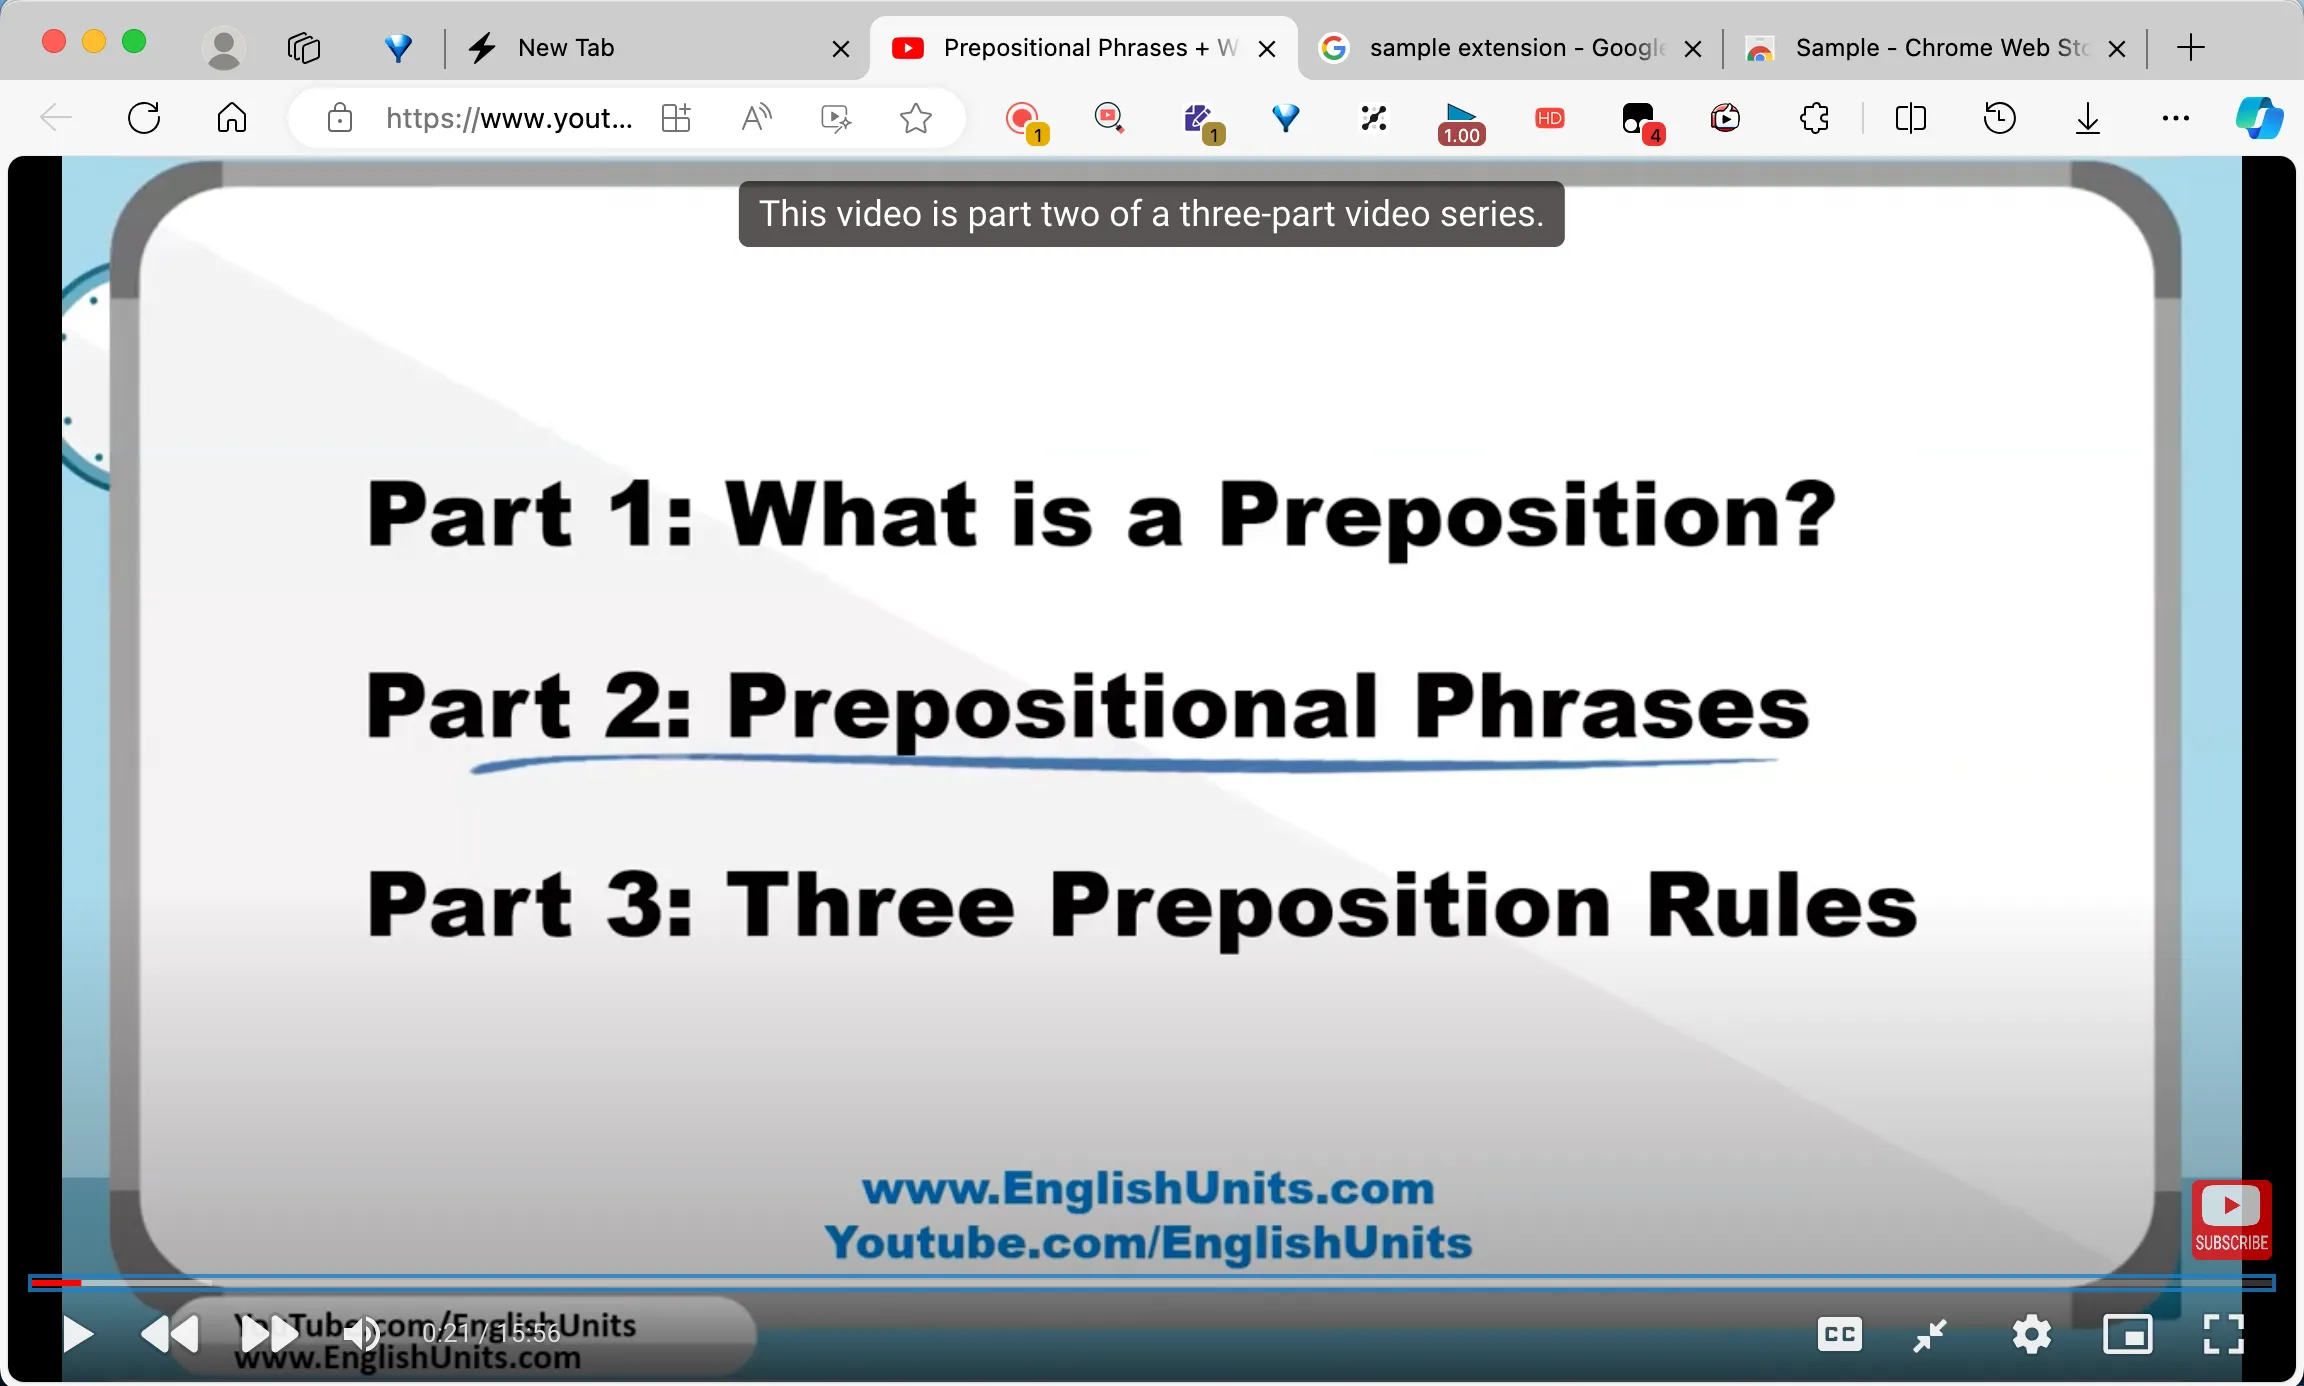 New Tab
Prepositional Phrases + W
sample extension - Google
Sample - Chrome Web Sto
https://www.yout...
1
1
1.00
HD
4
This video is part two of a three-part video series.
Part 1: What is a Preposition?
Part 2: Prepositional Phrases
Part 3: Three Preposition Rules
www.EnglishUnits.com
Youtube.com/EnglishUnits
SUBSCRIBE
YouTube.com/EnglishUnits
0:21 / 15:56
www.EnglishUnits.com
CC